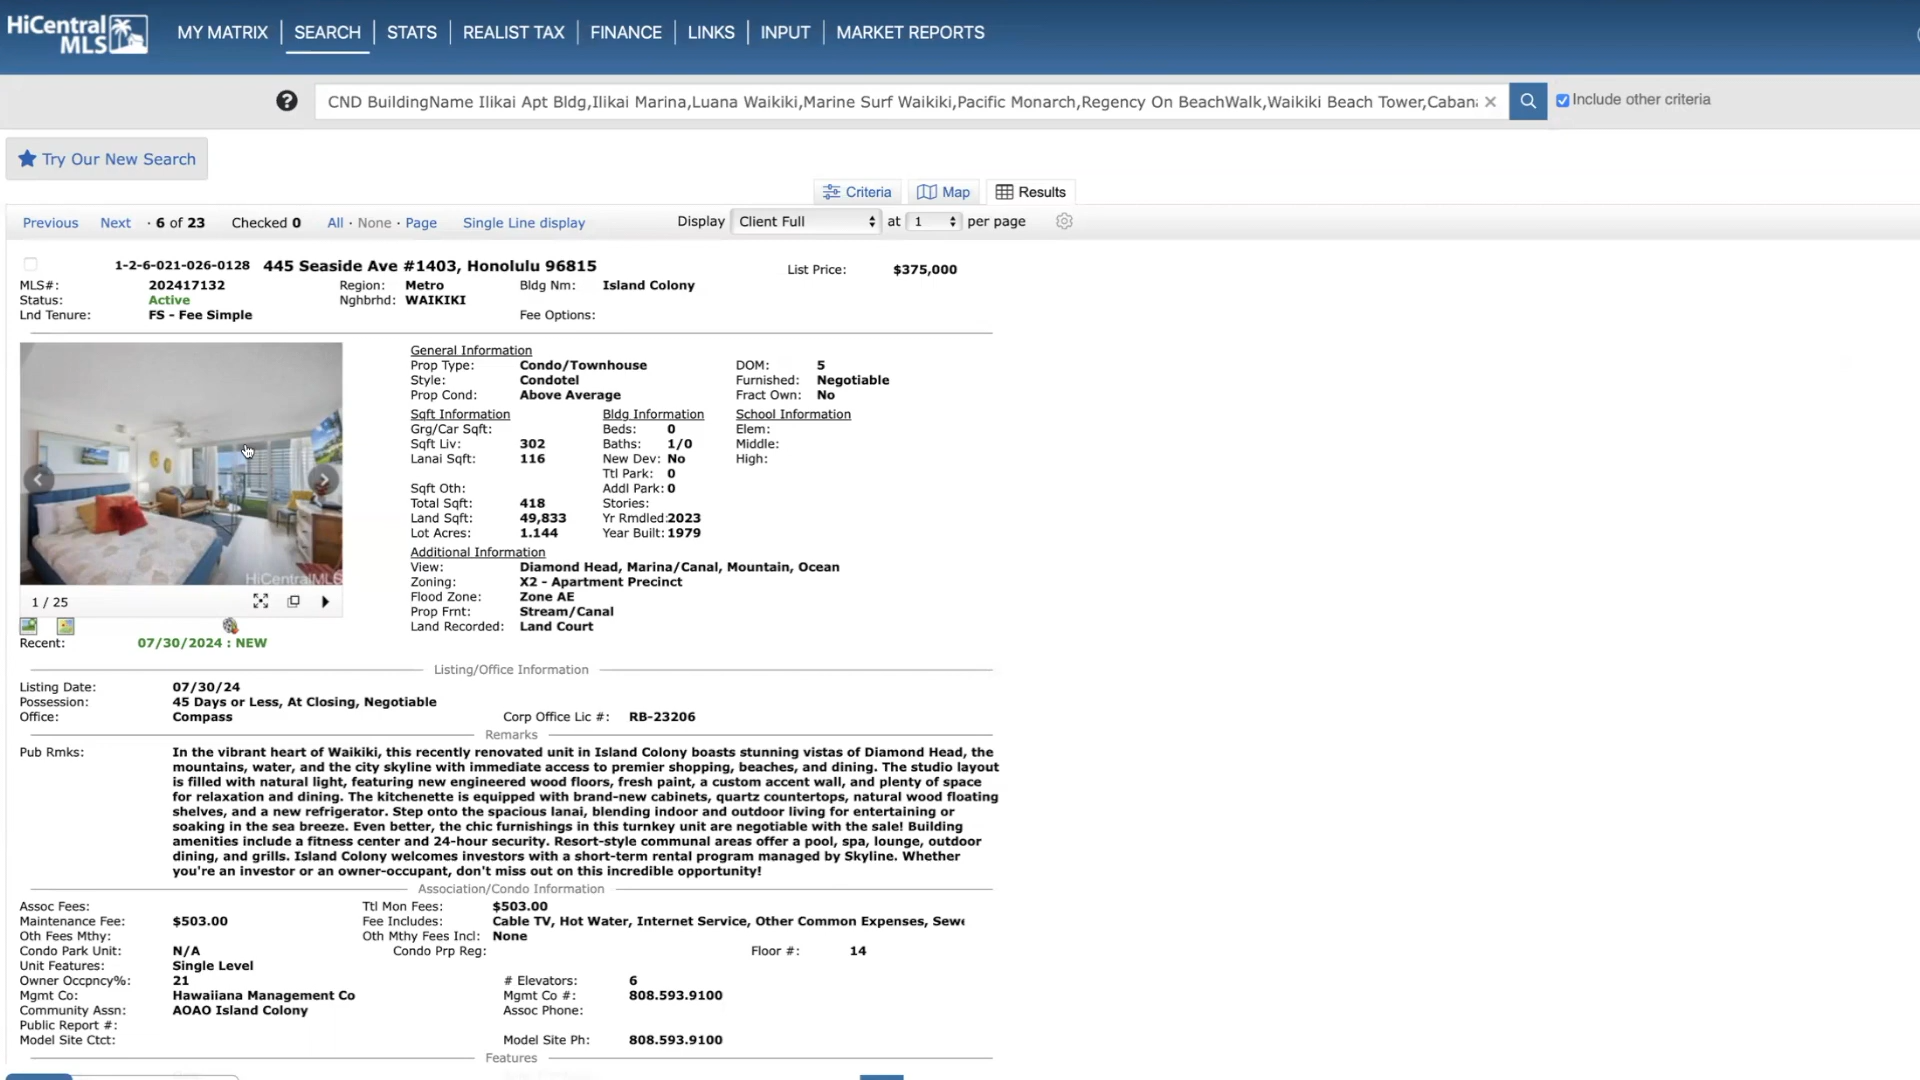 HiCentral MLS
MY MATRIX SEARCH STATS REALIST TAX FINANCE LINKS INPUT MARKET REPORTS
? CND BuildingName Ilikai Apt Bldg,Ilikai Marina,Luana Waikiki,Marine Surf Waikiki,Pacific Monarch,Regency On BeachWalk,Waikiki Beach Tower,Cabana Include other criteria
Try Our New Search
Criteria Map Results
Previous Next · 6 of 23 Checked 0 All · None · Page Single Line display Display Client Full at 1 per page
1-2-6-021-026-0128 445 Seaside Ave #1403, Honolulu 96815 List Price: $375,000
MLS#: 202417132 Region: Metro Bldg Nm: Island Colony
Status: Active Nghbrhd: WAIKIKI
Lnd Tenure: FS - Fee Simple Fee Options:
General Information
Prop Type: Condo/Townhouse DOM: 5
Style: Condotel Furnished: Negotiable
Prop Cond: Above Average Fract Own: No
Sqft Information Bldg Information School Information
Grg/Car Sqft: Beds: 0 Elem:
Sqft Liv: 302 Baths: 1/0 Middle:
Lanai Sqft: 116 New Dev: No High:
Ttl Park: 0
Sqft Oth: Addl Park: 0
Total Sqft: 418 Stories:
Land Sqft: 49,833 Yr Rmdled: 2023
Lot Acres: 1.144 Year Built: 1979
Additional Information
View: Diamond Head, Marina/Canal, Mountain, Ocean
Zoning: X2 - Apartment Precinct
Flood Zone: Zone AE
Prop Frnt: Stream/Canal
Land Recorded: Land Court
HiCentralMLS
1 / 25
Recent: 07/30/2024 : NEW
Listing/Office Information
Listing Date: 07/30/24
Possession: 45 Days or Less, At Closing, Negotiable
Office: Compass Corp Office Lic #: RB-23206
Remarks
Pub Rmks: In the vibrant heart of Waikiki, this recently renovated unit in Island Colony boasts stunning vistas of Diamond Head, the
mountains, water, and the city skyline with immediate access to premier shopping, beaches, and dining. The studio layout
is filled with natural light, featuring new engineered wood floors, fresh paint, a custom accent wall, and plenty of space
for relaxation and dining. The kitchenette is equipped with brand-new cabinets, quartz countertops, natural wood floating
shelves, and a new refrigerator. Step onto the spacious lanai, blending indoor and outdoor living for entertaining or
soaking in the sea breeze. Even better, the chic furnishings in this turnkey unit are negotiable with the sale! Building
amenities include a fitness center and 24-hour security. Resort-style communal areas offer a pool, spa, lounge, outdoor
dining, and grills. Island Colony welcomes investors with a short-term rental program managed by Skyline. Whether
you're an investor or an owner-occupant, don't miss out on this incredible opportunity!
Association/Condo Information
Assoc Fees: Ttl Mon Fees: $503.00
Maintenance Fee: $503.00 Fee Includes: Cable TV, Hot Water, Internet Service, Other Common Expenses, Sewe
Oth Fees Mthy: Oth Mthy Fees Incl: None
Condo Park Unit: N/A Condo Prp Reg: Floor #: 14
Unit Features: Single Level
Owner Occpncy%: 21 # Elevators: 6
Mgmt Co: Hawaiiana Management Co Mgmt Co #: 808.593.9100
Community Assn: AOAO Island Colony Assoc Phone:
Public Report #:
Model Site Ctct: Model Site Ph: 808.593.9100
Features